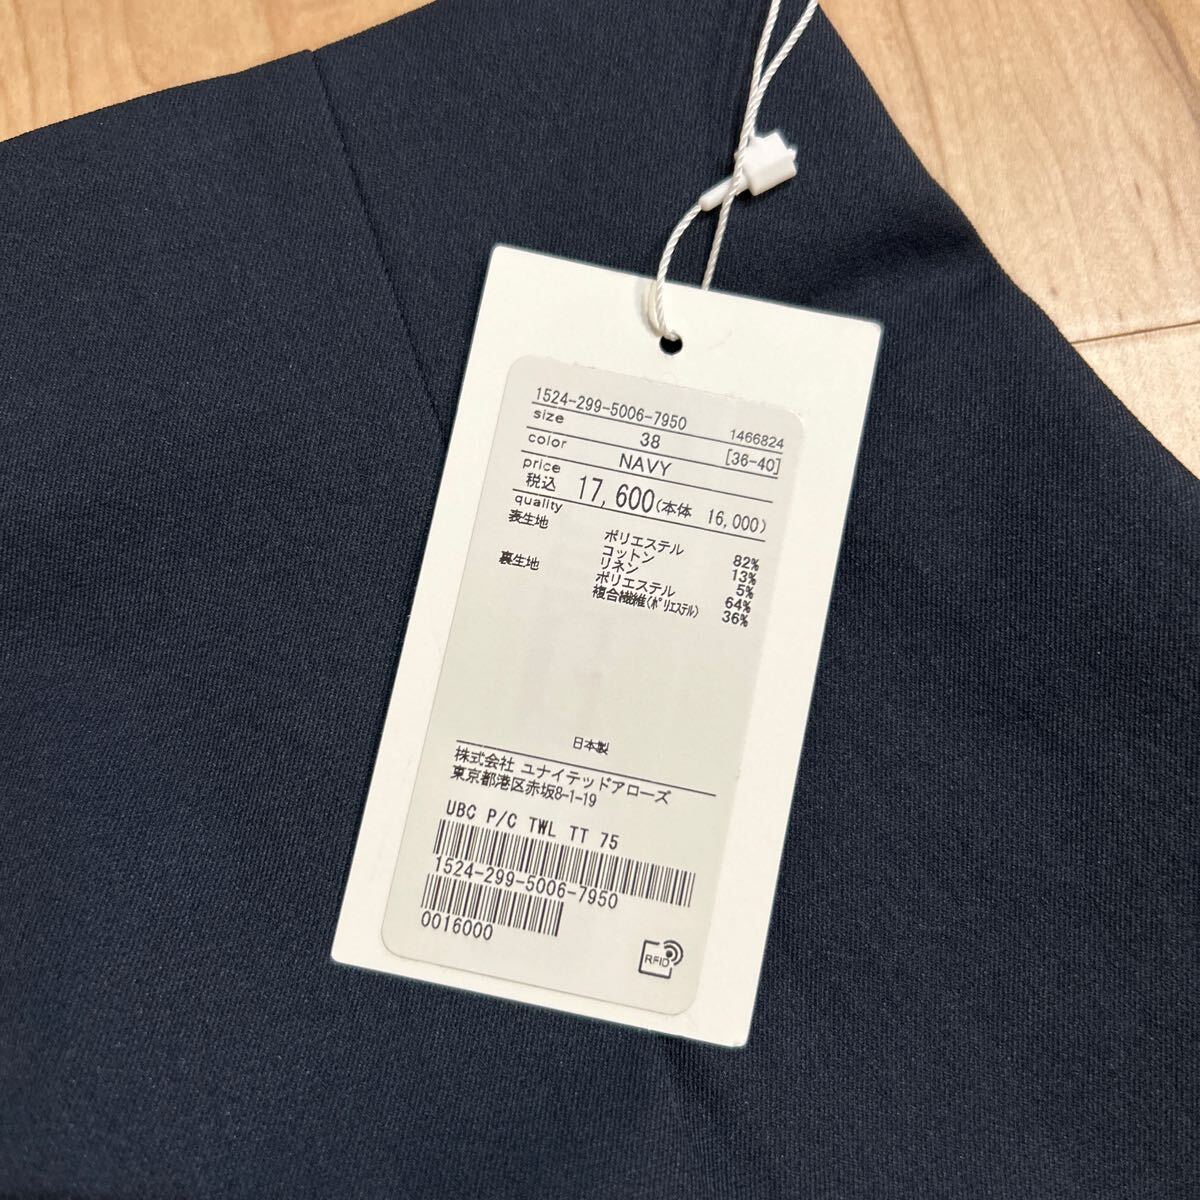 1524-299-5006-7950
1466824
size 38 [36-40]
color NAVY
price
税込 17,600(本体 16,000)
quality
表生地 ポリエステル 82%
コットン 13%
リネン 5%
裏生地 ポリエステル 64%
複合繊維(ﾎﾟﾘｴｽﾃﾙ) 36%
日本製
株式会社 ユナイテッドアローズ
東京都港区赤坂8-1-19
UBC P/C TWL TT 75
1524-299-5006-7950
0016000
RFID